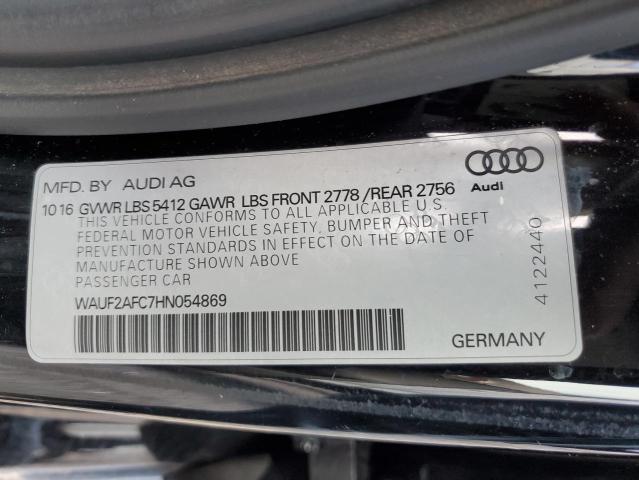 MFD. BY AUDI AG
Audi
10 16 GVWR LBS 5412 GAWR LBS FRONT 2778 /REAR 2756
THIS VEHICLE CONFORMS TO ALL APPLICABLE U.S.
FEDERAL MOTOR VEHICLE SAFETY, BUMPER AND THEFT
PREVENTION STANDARDS IN EFFECT ON THE DATE OF
MANUFACTURE SHOWN ABOVE
PASSENGER CAR
WAUF2AFC7HN054869
4122440
GERMANY